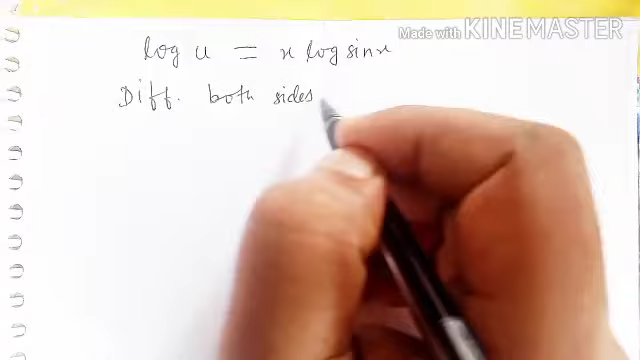 Made with KINEMASTER
log u = x log sinx
Diff. both sides